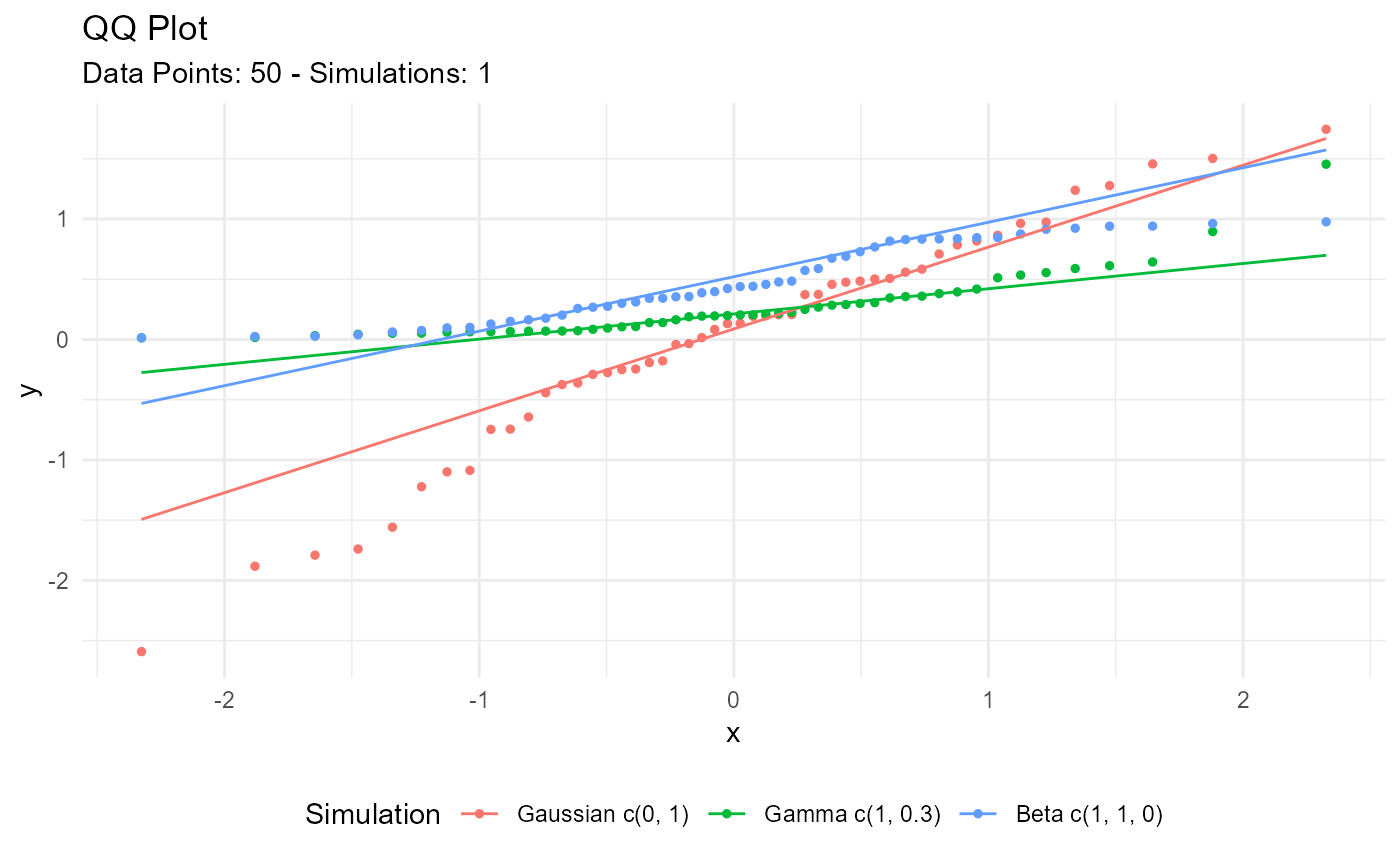 QQ Plot
Data Points: 50 - Simulations: 1
1
0
-1
-2
y
-2 -1 0 1 2
x
Simulation Gaussian c(0, 1) Gamma c(1, 0.3) Beta c(1, 1, 0)